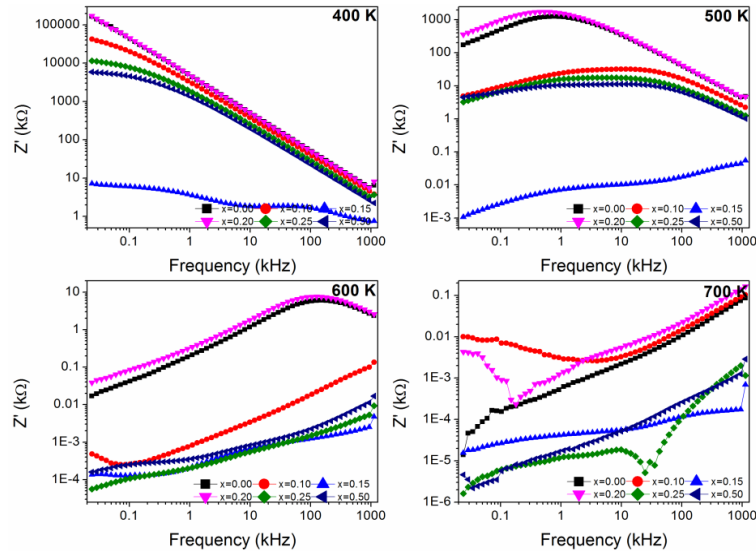 400 K
100000
10000
1000
100
10
1
Z' (kΩ)
x=0.00 x=0.10 x=0.15
x=0.20 x=0.25 x=0.50
0.1 1 10 100 1000
Frequency (kHz)
500 K
1000
100
10
1
0.1
0.01
1E-3
Z' (kΩ)
x=0.00 x=0.10 x=0.15
x=0.20 x=0.25 x=0.50
0.1 1 10 100 1000
Frequency (kHz)
600 K
10
1
0.1
0.01
1E-3
1E-4
Z' (kΩ)
x=0.00 x=0.10 x=0.15
x=0.20 x=0.25 x=0.50
0.1 1 10 100 1000
Frequency (kHz)
700 K
0.1
0.01
1E-3
1E-4
1E-5
1E-6
Z' (kΩ)
x=0.00 x=0.10 x=0.15
x=0.20 x=0.25 x=0.50
0.1 1 10 100 1000
Frequency (kHz)